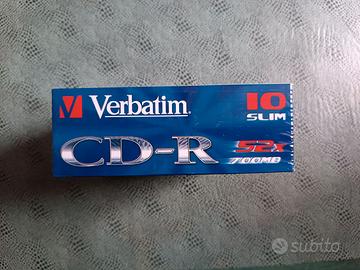 Verbatim. 10
SLIM
CD-R 52x
700MB
subito